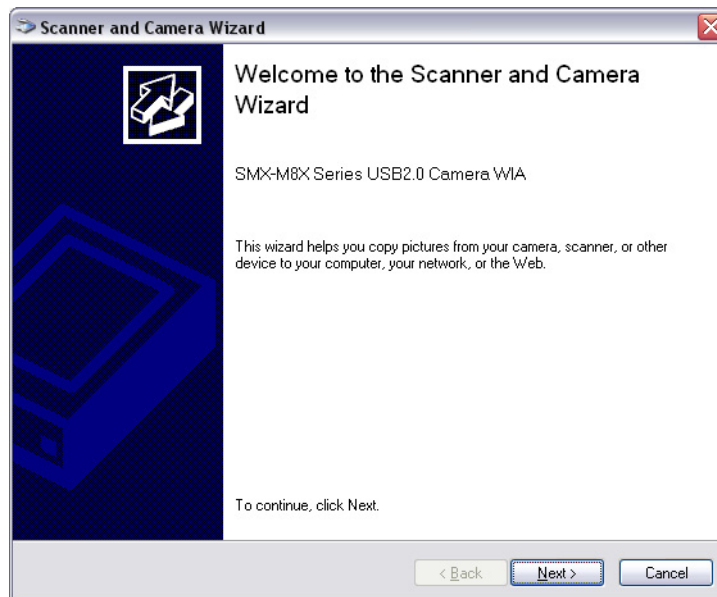 Scanner and Camera Wizard
Welcome to the Scanner and Camera
Wizard
SMX-M8X Series USB2.0 Camera WIA
This wizard helps you copy pictures from your camera, scanner, or other
device to your computer, your network, or the Web.
To continue, click Next.
< Back
Next >
Cancel